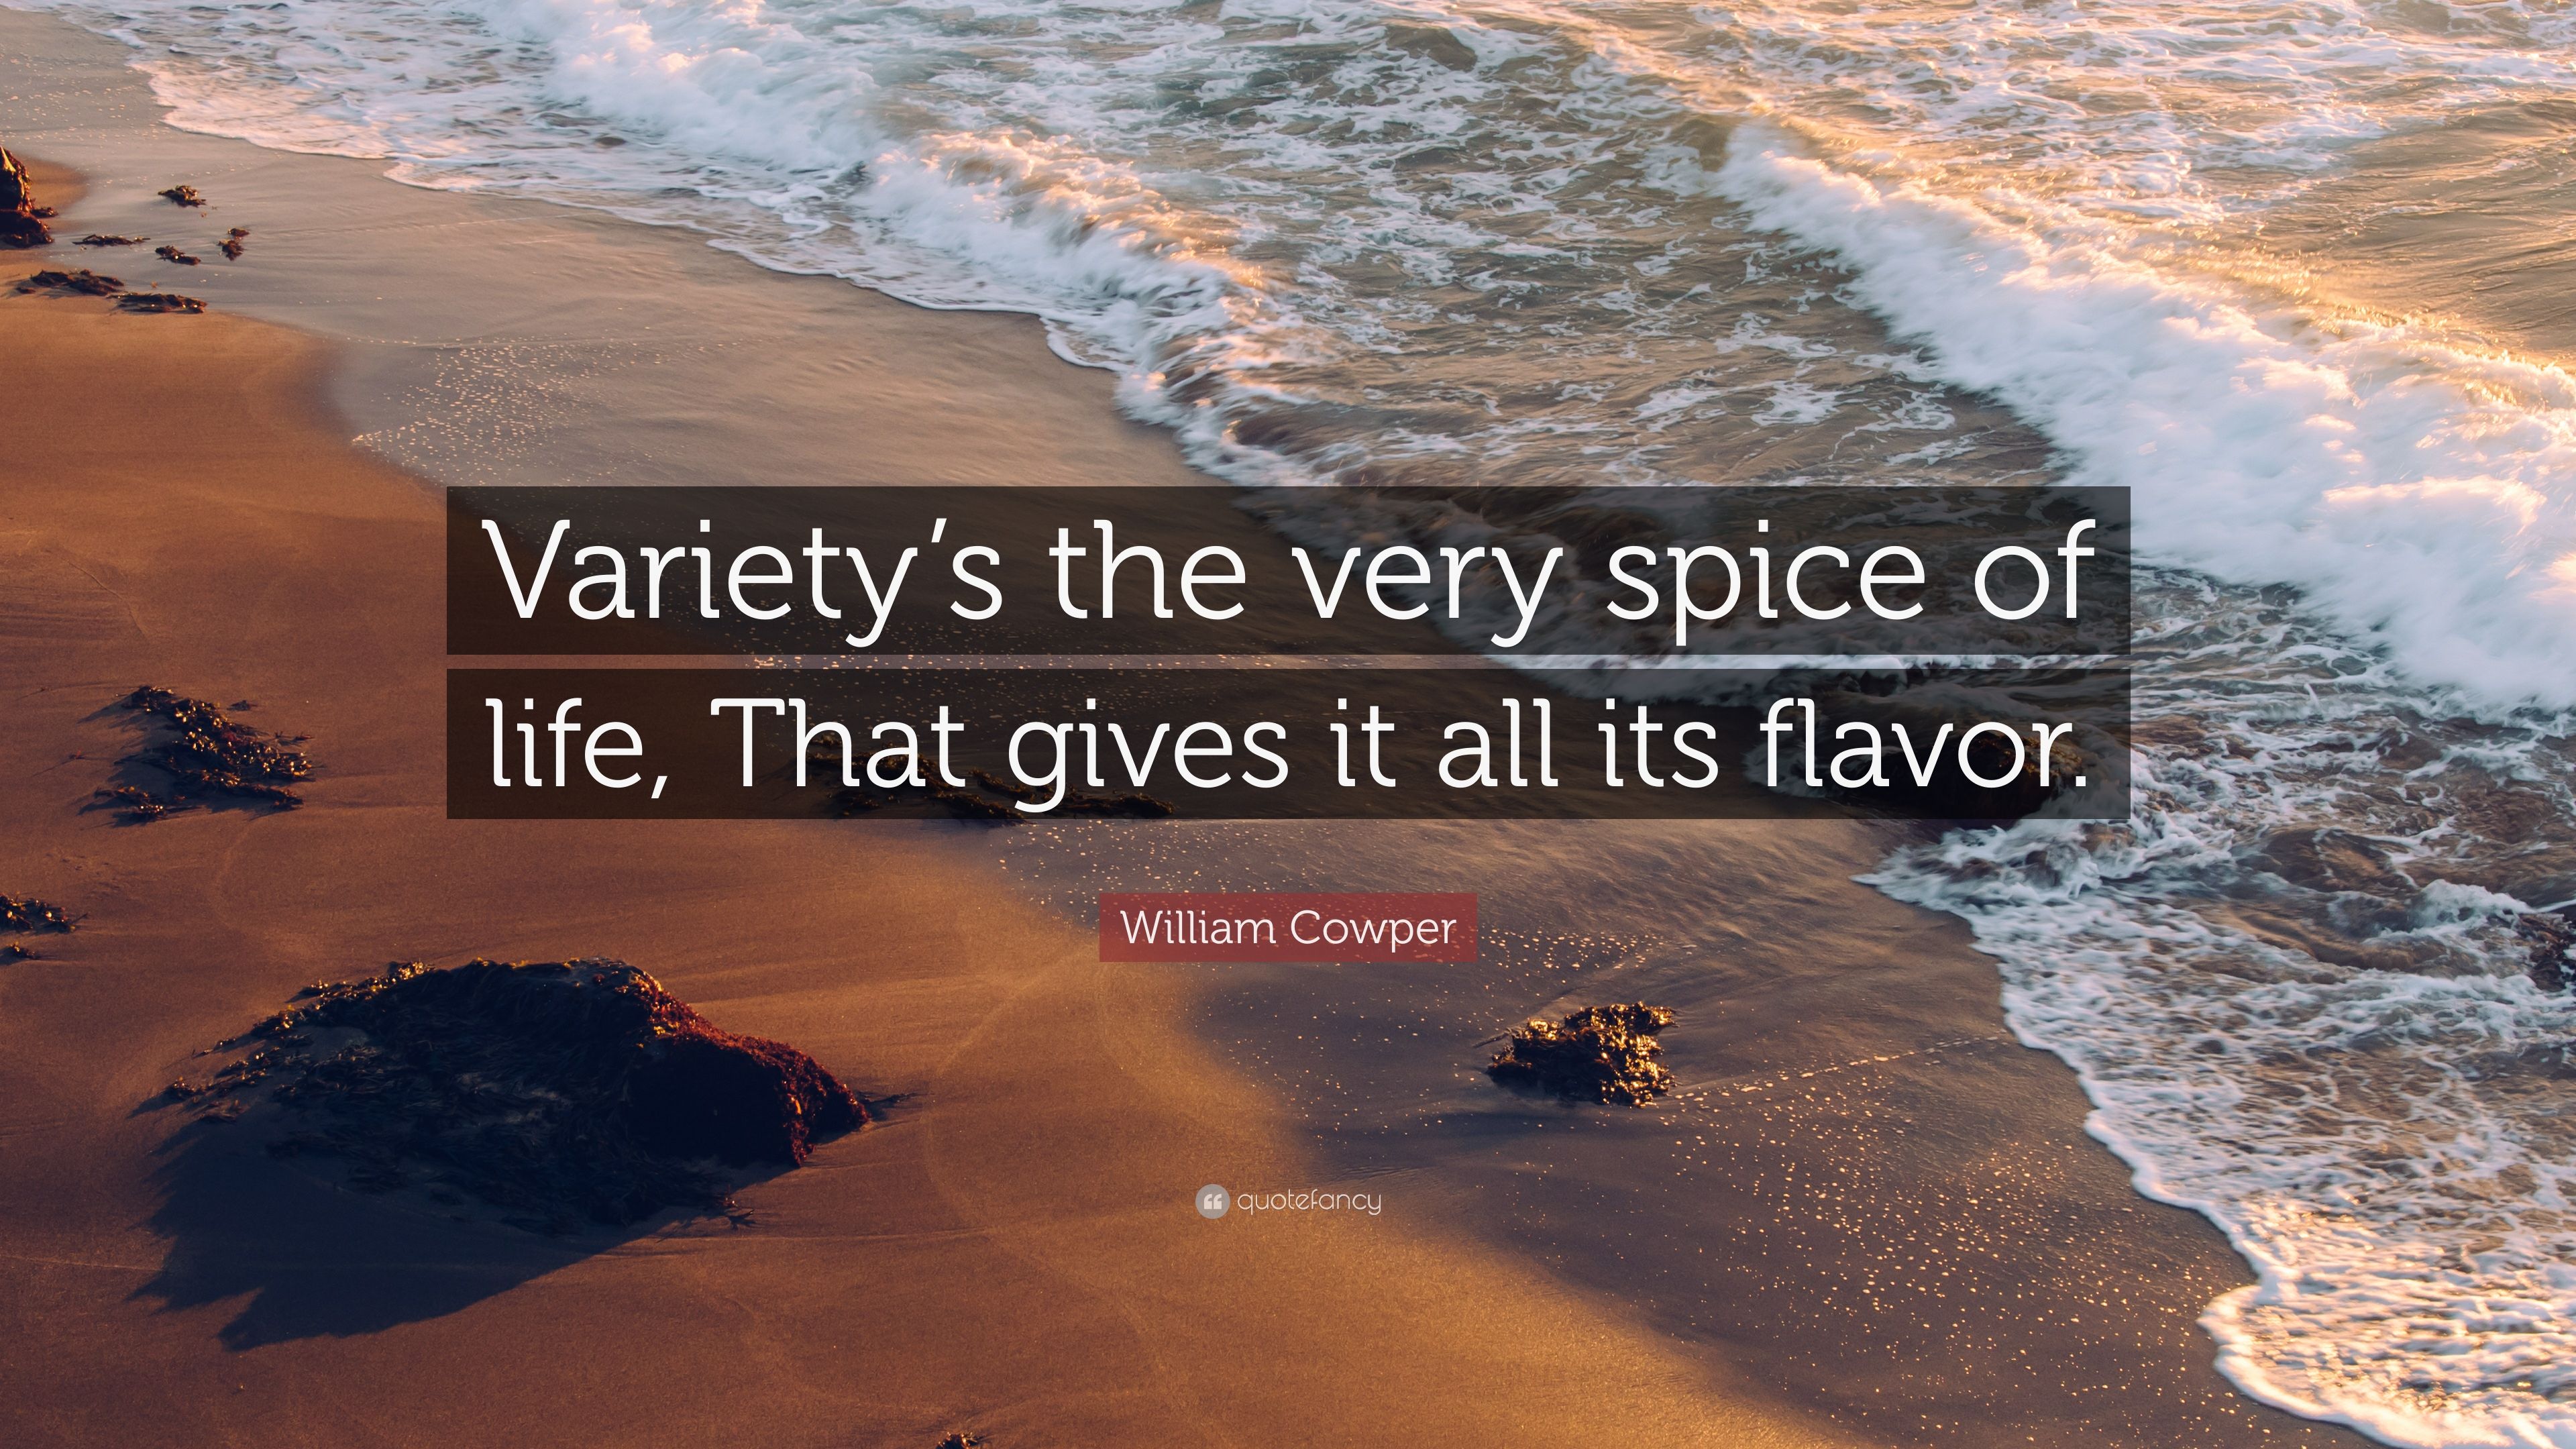 Variety’s the very spice of
life, That gives it all its flavor.
William Cowper
quotefancy